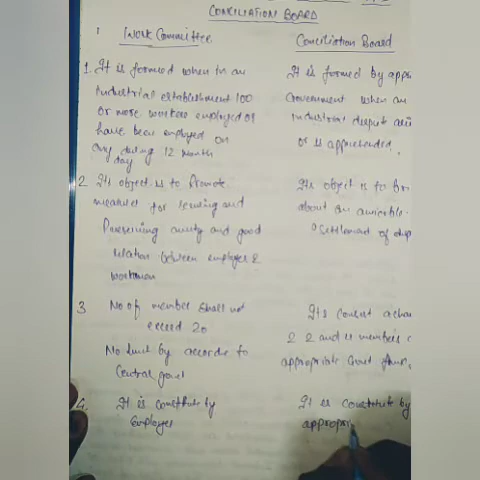 CONCILIATION BOARD
Work Committee
1. It is formed when in an
Industrial establishment 100
or more workers employed or
have been employed on
any during 12 Month
day
2. Its object is to Promote
measures for securing and
Preserving amity and good
relation between employer &
workmen
3 No of member shall not
exceed 20
No limit by accorde to
Central govt
4. It is constitute by
employer
Conciliation Board
It is formed by appr
Government when an
industrial disput
or is apprehended.
Its object is to
about an amicable
settlement of disp
Its consist a
2 and 4 member's
appropriate Govt
It is constitute by
appropri